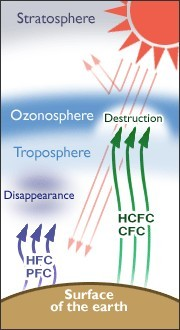 Stratosphere
Ozonosphere
Destruction
Troposphere
Disappearance
HCFC
CFC
HFC
PFC
Surface
of the earth